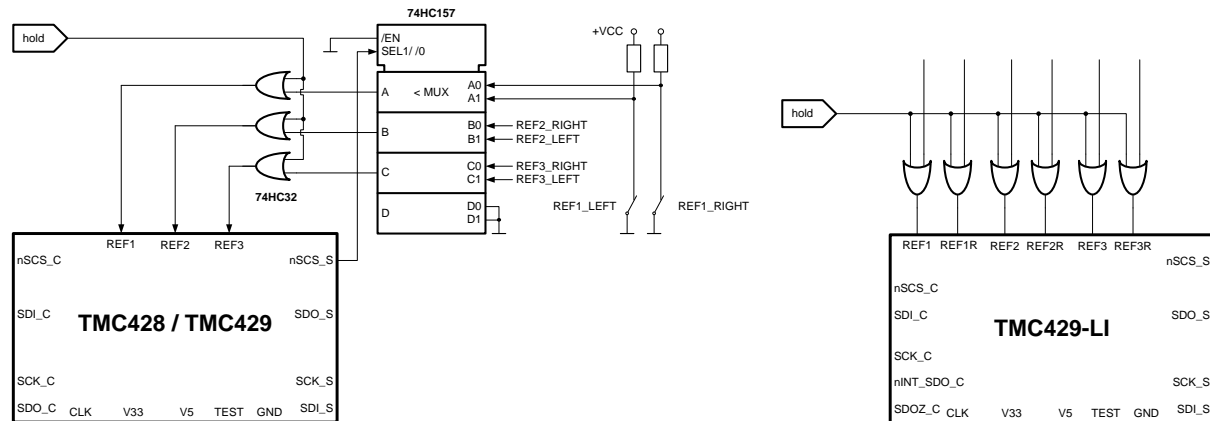 74HC157
hold
/EN
SEL1/ /0
+VCC
A
< MUX
A0
A1
B
B0
B1
REF2_RIGHT
REF2_LEFT
C
C0
C1
REF3_RIGHT
REF3_LEFT
D
D0
D1
74HC32
REF1_LEFT
REF1_RIGHT
REF1
REF2
REF3
nSCS_C
nSCS_S
SDI_C
SDO_S
TMC428 / TMC429
SCK_C
SCK_S
SDO_C
CLK
V33
V5
TEST
GND
SDI_S
hold
REF1
REF1R
REF2
REF2R
REF3
REF3R
nSCS_S
nSCS_C
SDI_C
SDO_S
TMC429-LI
SCK_C
nINT_SDO_C
SCK_S
SDOZ_C
CLK
V33
V5
TEST
GND
SDI_S